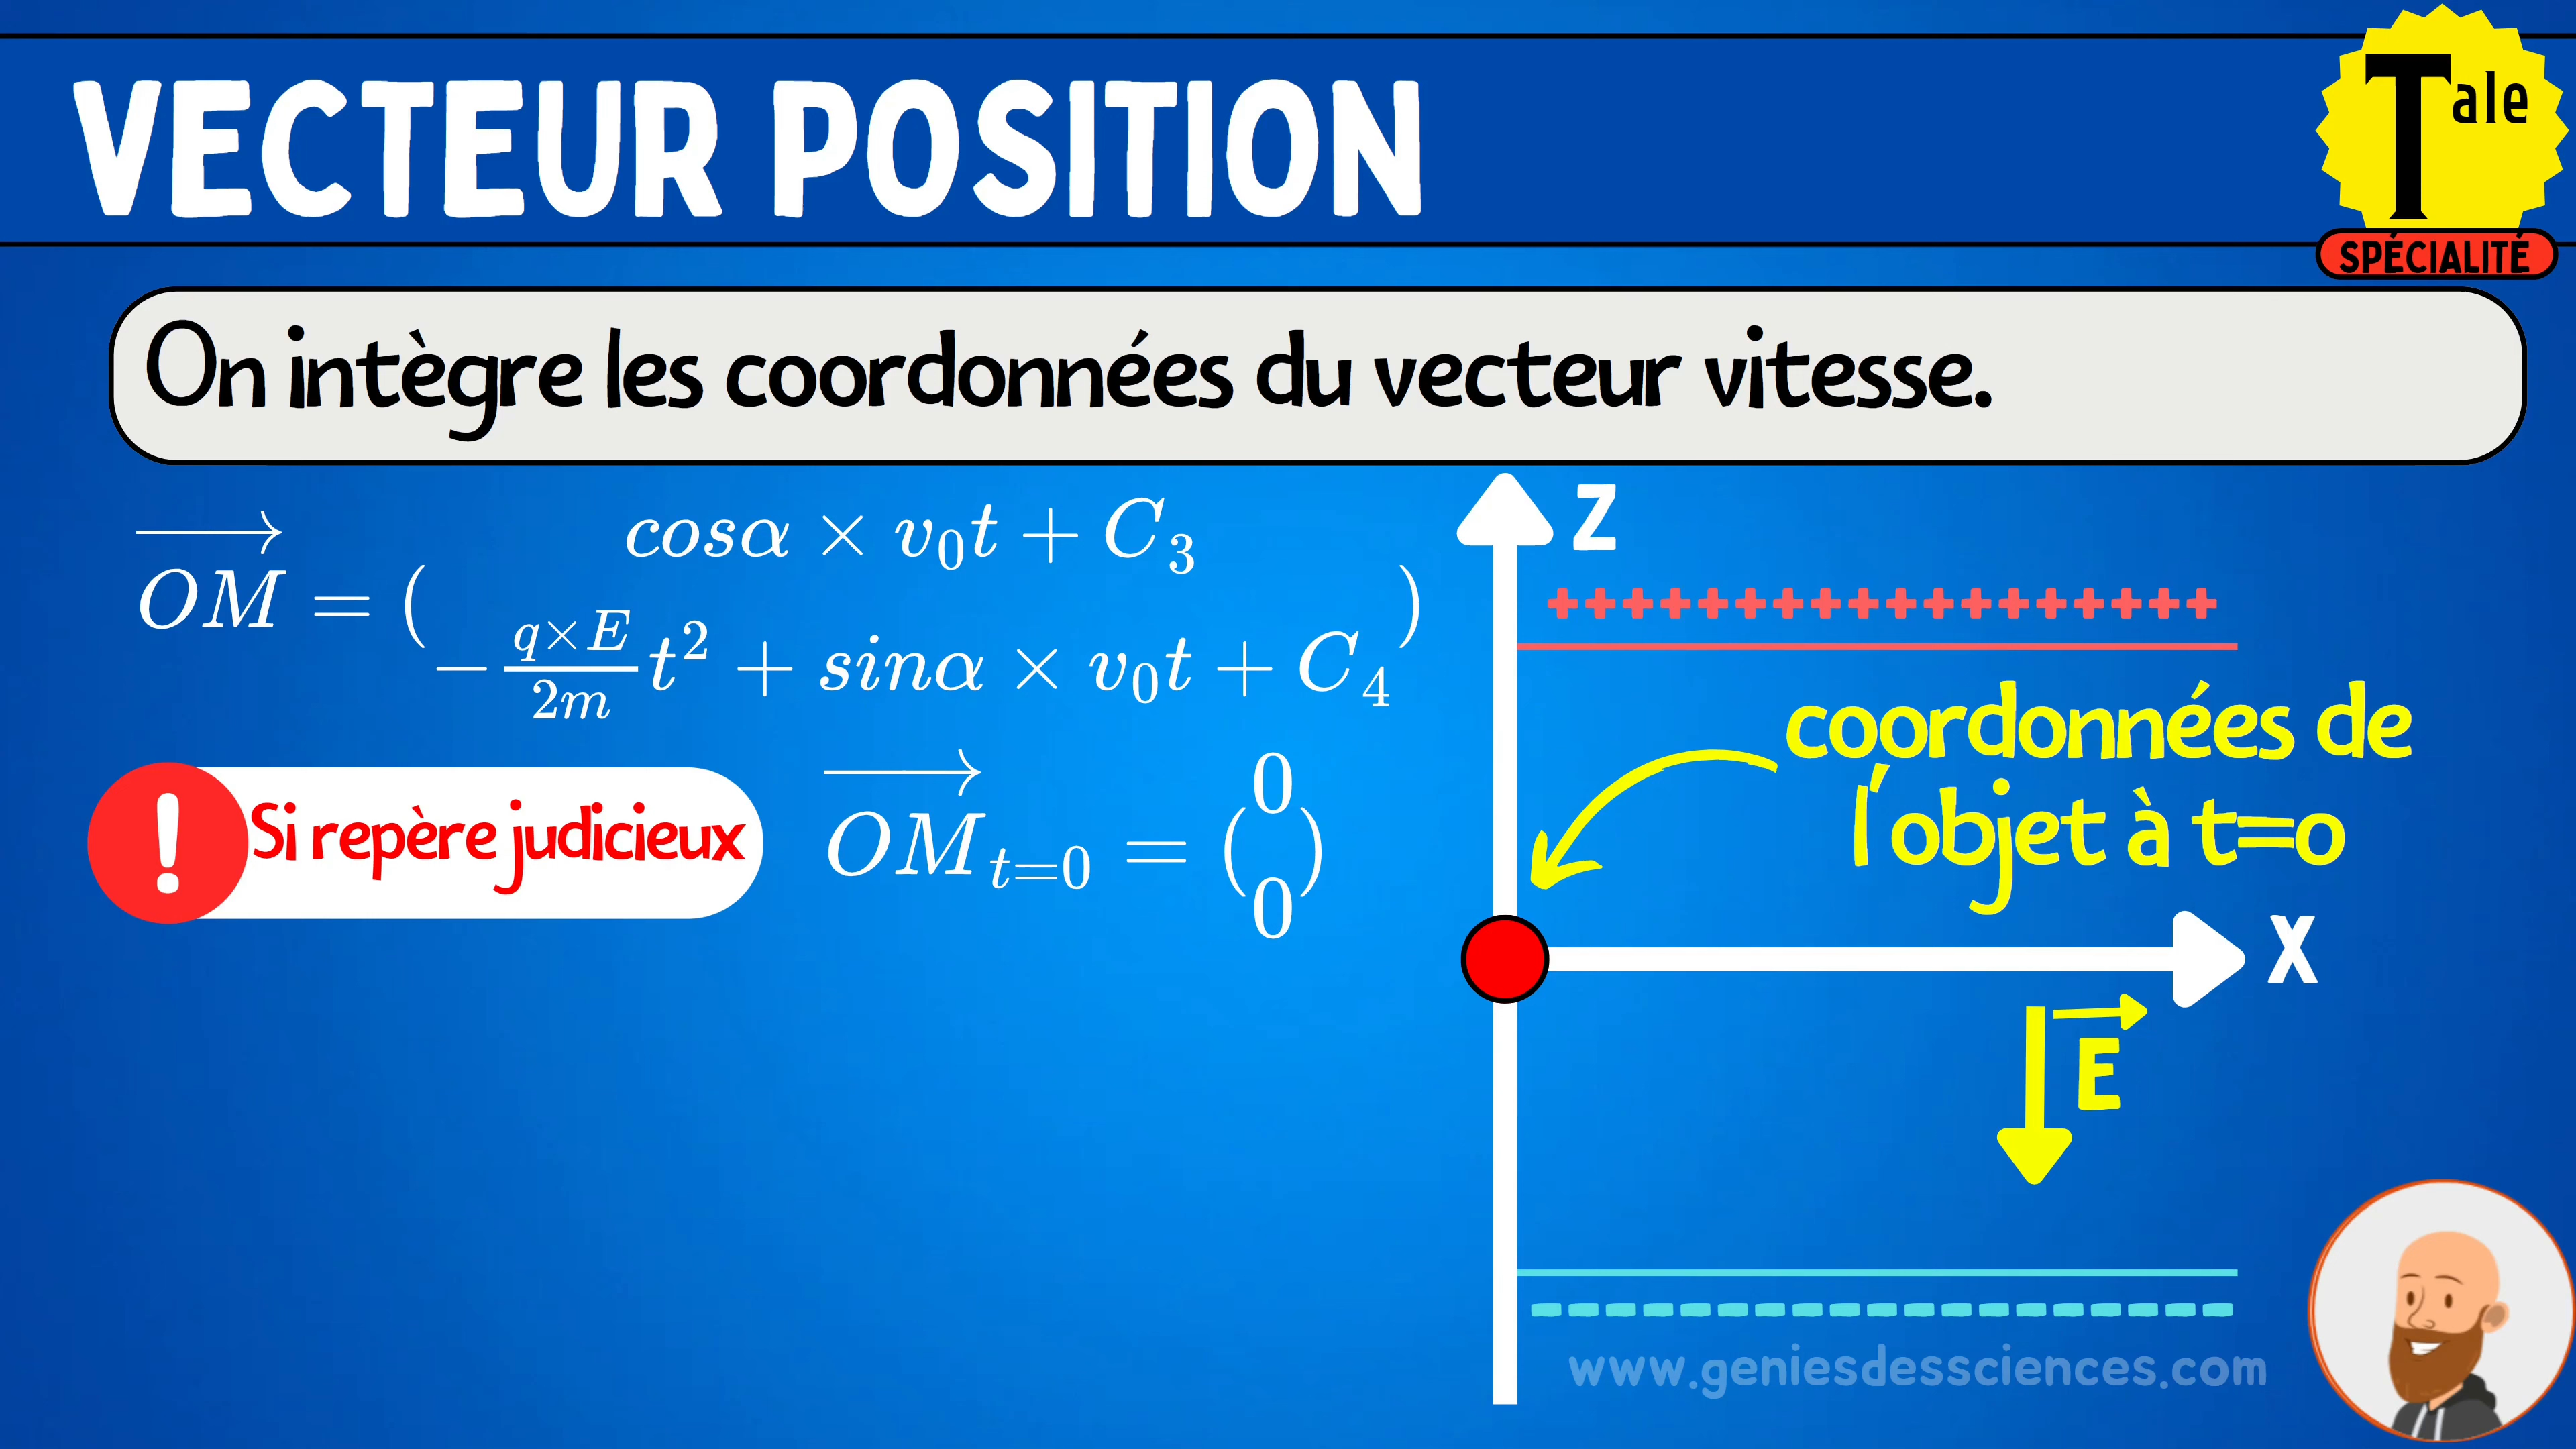 VECTEUR POSITION
Tale
SPÉCIALITÉ
On intègre les coordonnées du vecteur vitesse.
cosα × v₀t + C₃
OM⃗ = ( )
− q×E/2m t² + sinα × v₀t + C₄
Z
+++++++++++++++++++
coordonnées de
l'objet à t=0
! Si repère judicieux
OM⃗ t=0 = (0 0)
X
E⃗
-------------------
www.geniesdessciences.com